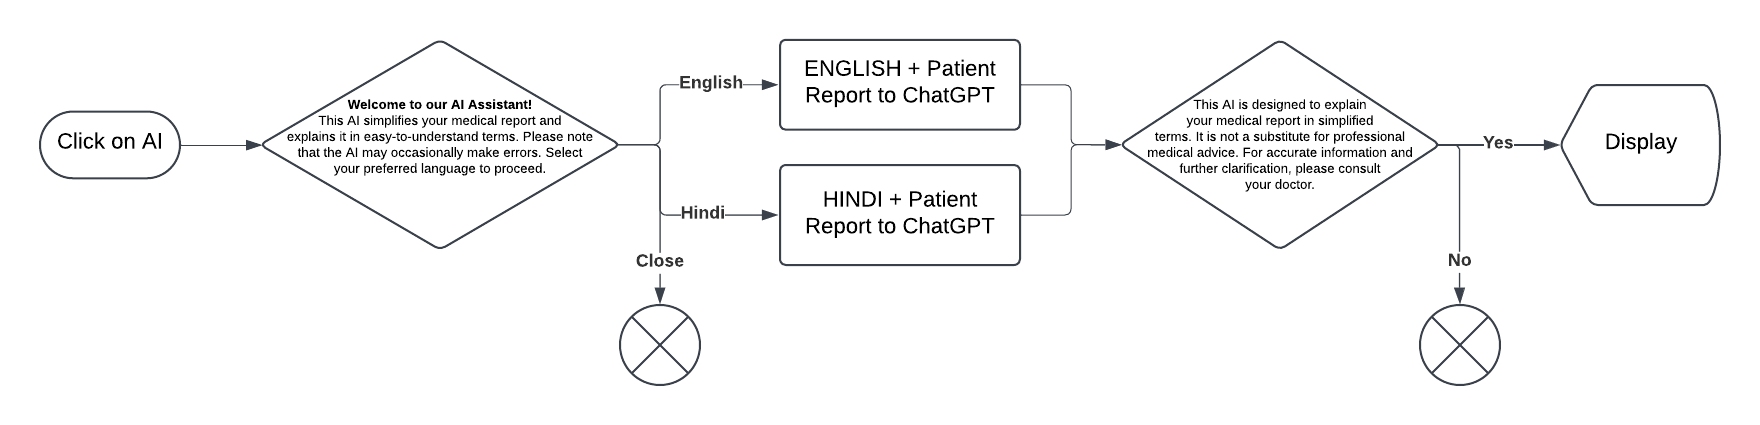 Click on AI
Welcome to our AI Assistant!
This AI simplifies your medical report and
explains it in easy-to-understand terms. Please note
that the AI may occasionally make errors. Select
your preferred language to proceed.
English
Hindi
Close
ENGLISH + Patient
Report to ChatGPT
HINDI + Patient
Report to ChatGPT
This AI is designed to explain
your medical report in simplified
terms. It is not a substitute for professional
medical advice. For accurate information and
further clarification, please consult
your doctor.
Yes
No
Display